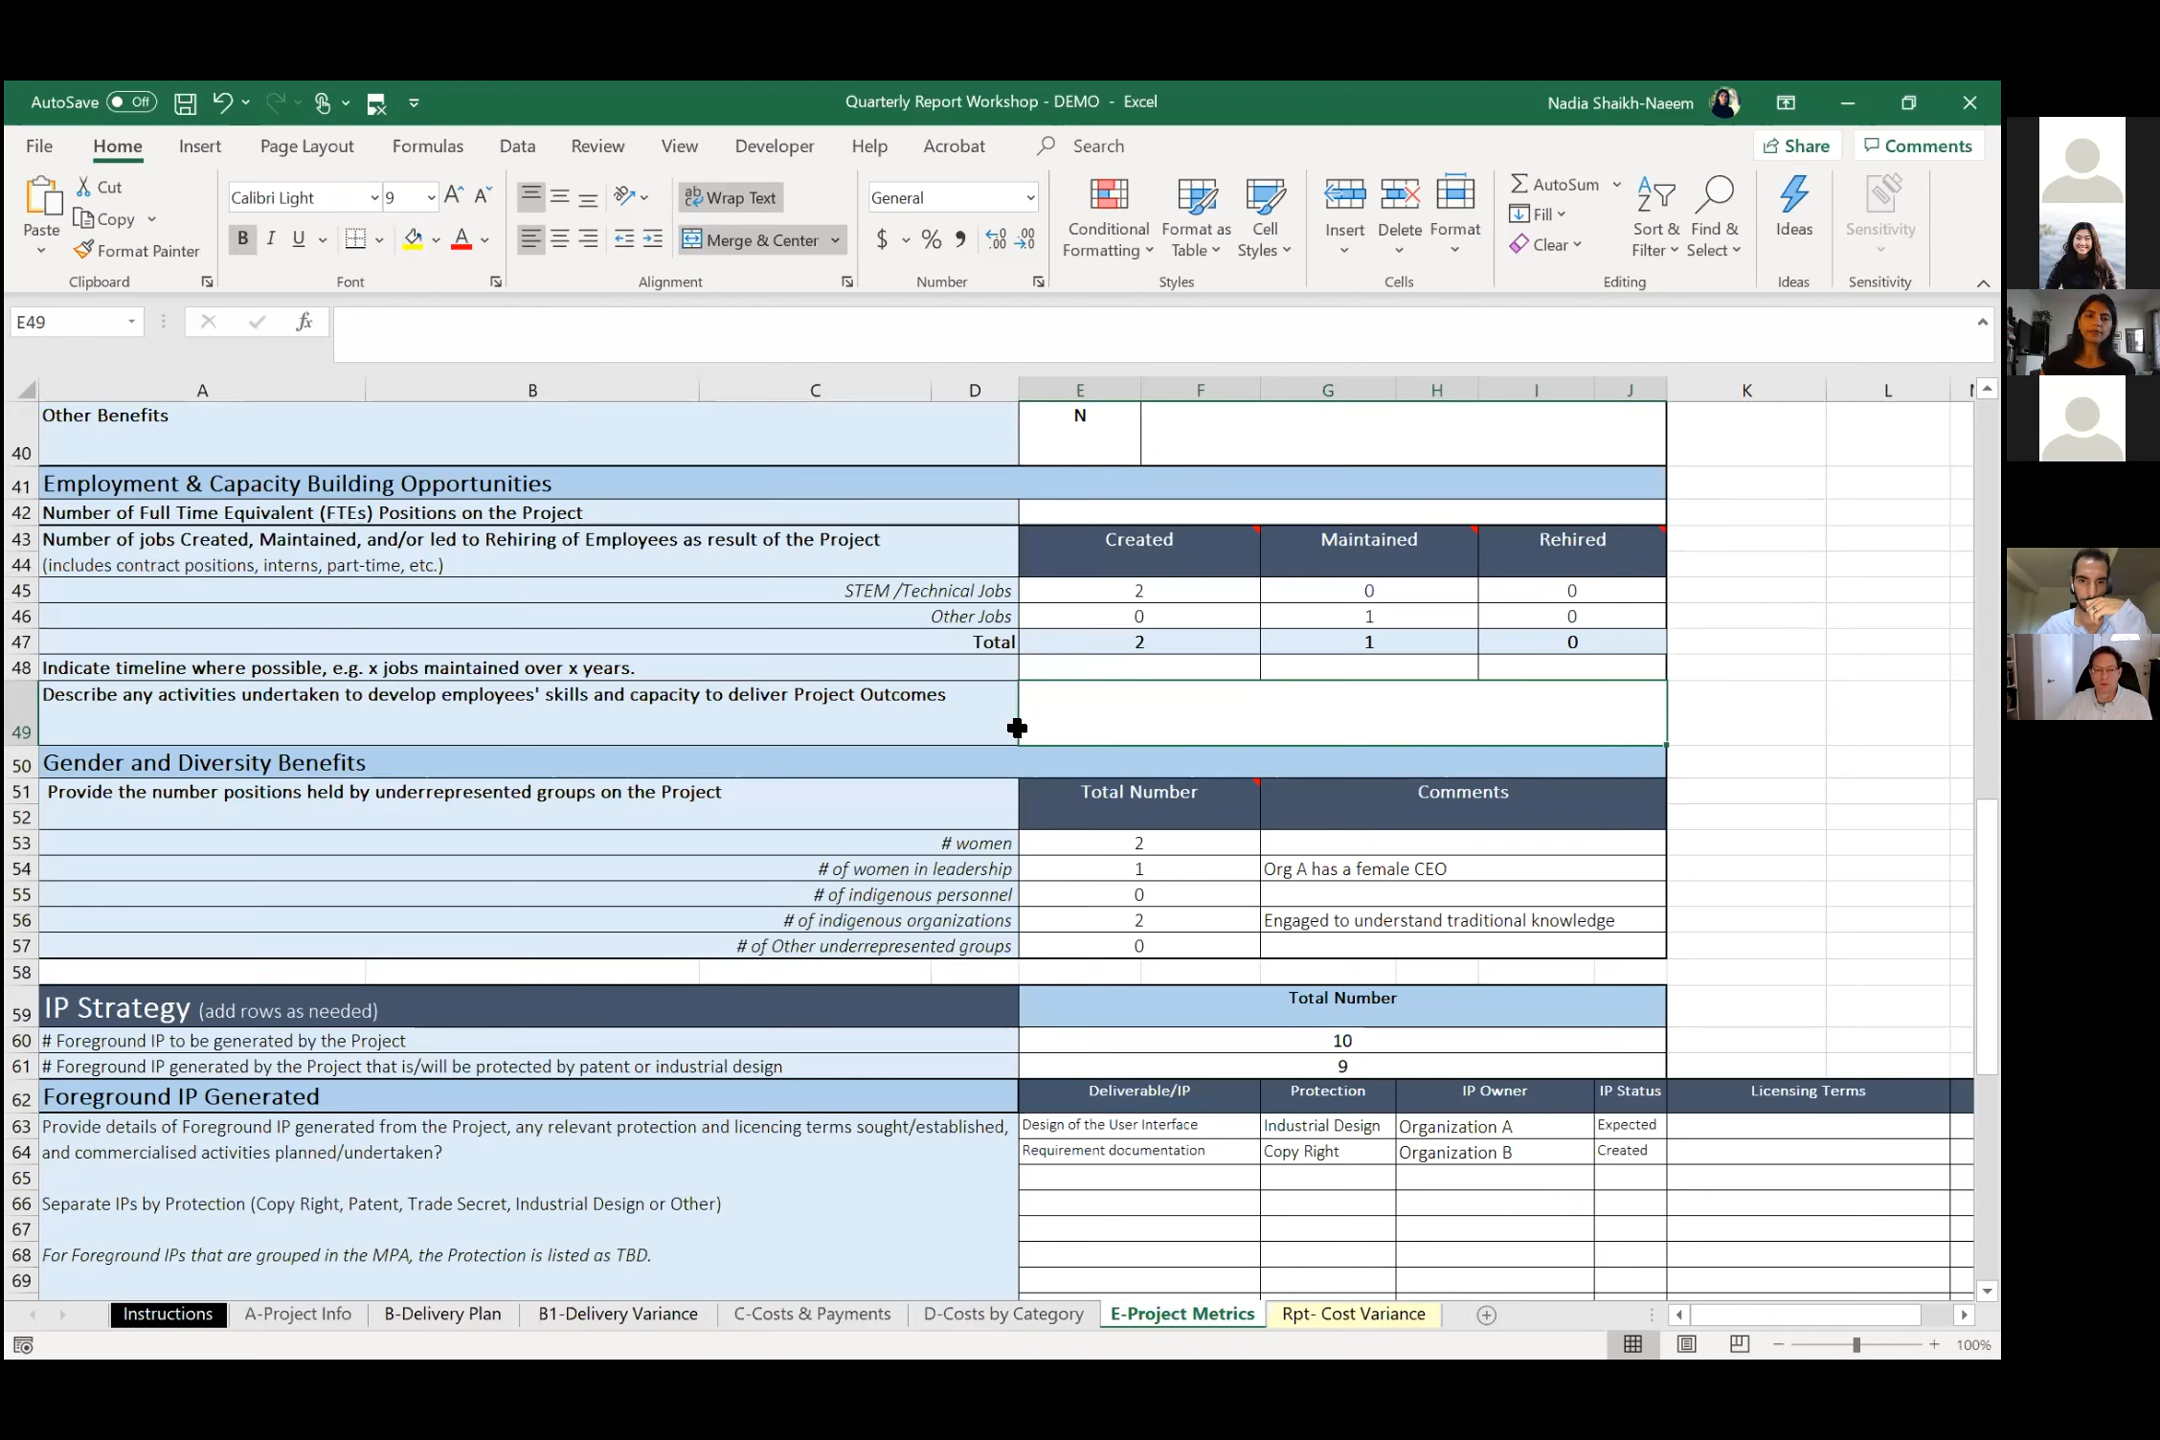 AutoSave Off
Quarterly Report Workshop - DEMO - Excel
Nadia Shaikh-Naeem
File Home Insert Page Layout Formulas Data Review View Developer Help Acrobat Search
Share Comments
Paste
Cut
Copy
Format Painter
Clipboard
Calibri Light 9
B I U
Font
Wrap Text
Merge & Center
Alignment
General
$ % ,
Number
Conditional Formatting
Format as Table
Cell Styles
Styles
Insert Delete Format
Cells
AutoSum
Fill
Clear
Sort & Filter
Find & Select
Editing
Ideas
Ideas
Sensitivity
Sensitivity
E49 fx
A B C D E F G H I J K L
40 Other Benefits N
41 Employment & Capacity Building Opportunities
42 Number of Full Time Equivalent (FTEs) Positions on the Project
43 Number of jobs Created, Maintained, and/or led to Rehiring of Employees as result of the Project Created Maintained Rehired
44 (includes contract positions, interns, part-time, etc.)
45 STEM /Technical Jobs 2 0 0
46 Other Jobs 0 1 0
47 Total 2 1 0
48 Indicate timeline where possible, e.g. x jobs maintained over x years.
49 Describe any activities undertaken to develop employees' skills and capacity to deliver Project Outcomes
50 Gender and Diversity Benefits
51 Provide the number positions held by underrepresented groups on the Project Total Number Comments
52
53 # women 2
54 # of women in leadership 1 Org A has a female CEO
55 # of indigenous personnel 0
56 # of indigenous organizations 2 Engaged to understand traditional knowledge
57 # of Other underrepresented groups 0
58
59 IP Strategy (add rows as needed) Total Number
60 # Foreground IP to be generated by the Project 10
61 # Foreground IP generated by the Project that is/will be protected by patent or industrial design 9
62 Foreground IP Generated Deliverable/IP Protection IP Owner IP Status Licensing Terms
63 Provide details of Foreground IP generated from the Project, any relevant protection and licencing terms sought/established, Design of the User Interface Industrial Design Organization A Expected
64 and commercialised activities planned/undertaken? Requirement documentation Copy Right Organization B Created
65
66 Separate IPs by Protection (Copy Right, Patent, Trade Secret, Industrial Design or Other)
67
68 For Foreground IPs that are grouped in the MPA, the Protection is listed as TBD.
69
Instructions A-Project Info B-Delivery Plan B1-Delivery Variance C-Costs & Payments D-Costs by Category E-Project Metrics Rpt- Cost Variance
100%